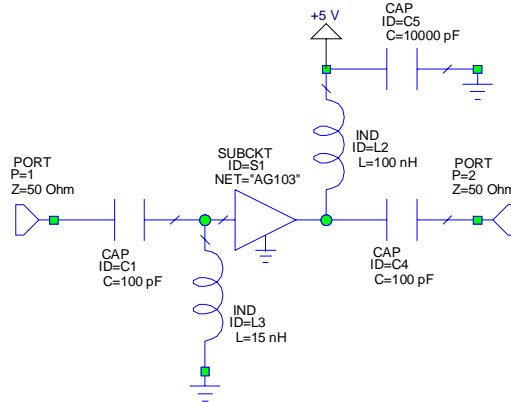 +5 V
CAP
ID=C5
C=10000 pF
IND
ID=L2
L=100 nH
SUBCKT
ID=S1
NET="AG103"
PORT
P=1
Z=50 Ohm
PORT
P=2
Z=50 Ohm
CAP
ID=C1
C=100 pF
CAP
ID=C4
C=100 pF
IND
ID=L3
L=15 nH